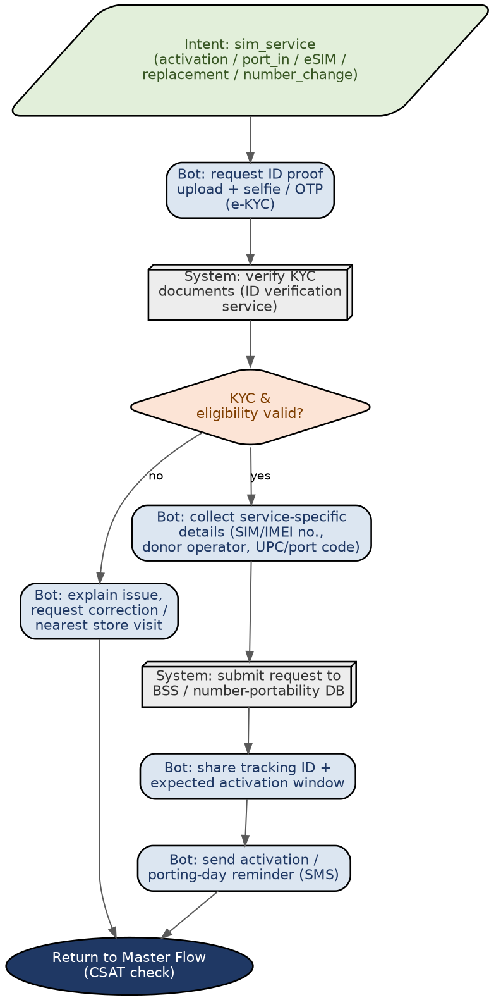 Intent: sim_service
(activation / port_in / eSIM /
replacement / number_change)
Bot: request ID proof
upload + selfie / OTP
(e-KYC)
System: verify KYC
documents (ID verification
service)
KYC &
eligibility valid?
no
yes
Bot: collect service-specific
details (SIM/IMEI no.,
donor operator, UPC/port code)
Bot: explain issue,
request correction /
nearest store visit
System: submit request to
BSS / number-portability DB
Bot: share tracking ID +
expected activation window
Bot: send activation /
porting-day reminder (SMS)
Return to Master Flow
(CSAT check)